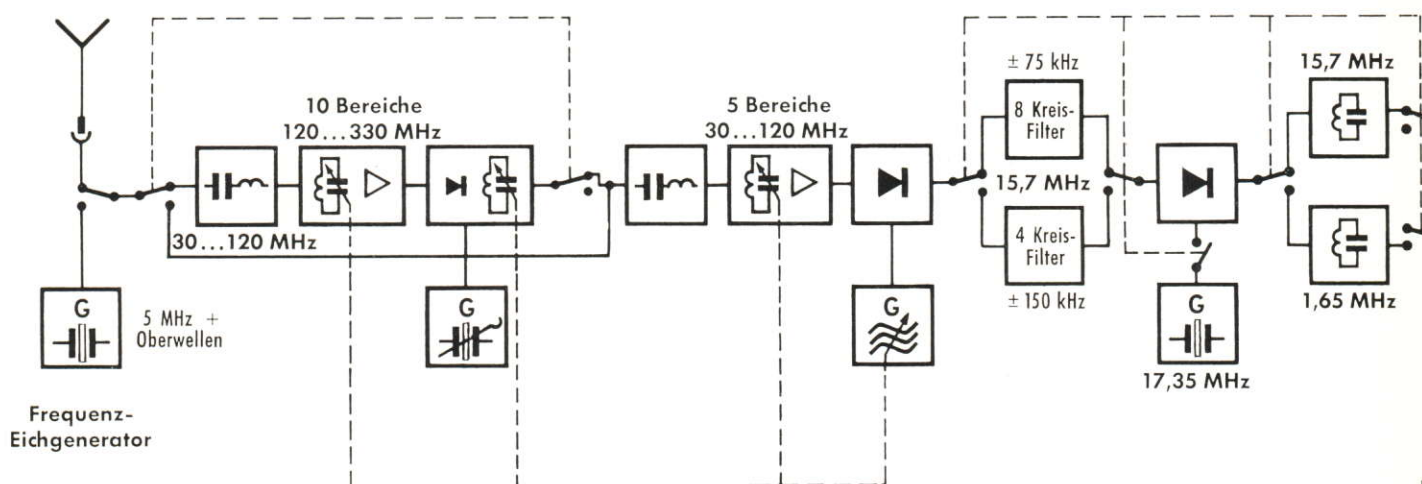 10 Bereiche
120...330 MHz
5 Bereiche
30...120 MHz
± 75 kHz
8 Kreis-
Filter
15,7 MHz
4 Kreis-
Filter
± 150 kHz
15,7 MHz
1,65 MHz
30...120 MHz
G
5 MHz +
Oberwellen
Frequenz-
Eichgenerator
G
G
G
17,35 MHz